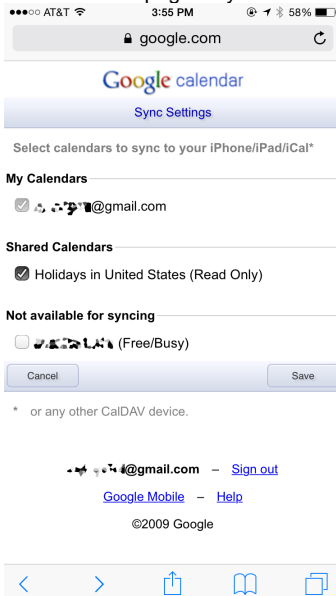 AT&T 3:55 PM 58%
google.com
Google calendar
Sync Settings
Select calendars to sync to your iPhone/iPad/iCal*
My Calendars
@gmail.com
Shared Calendars
Holidays in United States (Read Only)
Not available for syncing
(Free/Busy)
Cancel Save
* or any other CalDAV device.
@gmail.com – Sign out
Google Mobile – Help
©2009 Google